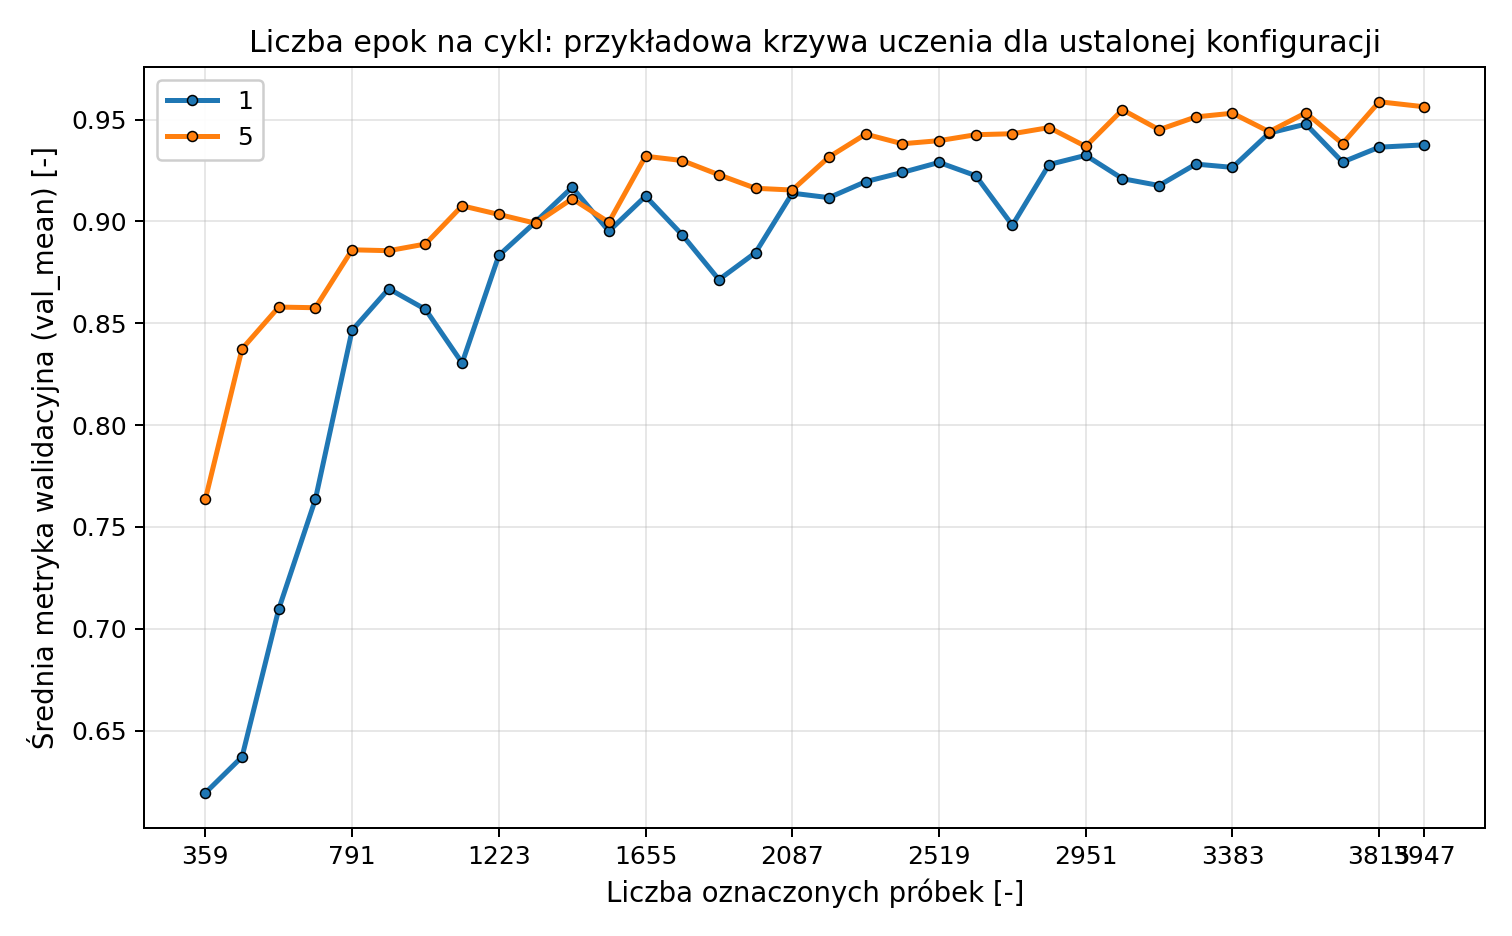 Liczba epok na cykl: przykładowa krzywa uczenia dla ustalonej konfiguracji
1
5
Średnia metryka walidacyjna (val_mean) [-]
0.95
0.90
0.85
0.80
0.75
0.70
0.65
359 791 1223 1655 2087 2519 2951 3383 3815 3947
Liczba oznaczonych próbek [-]